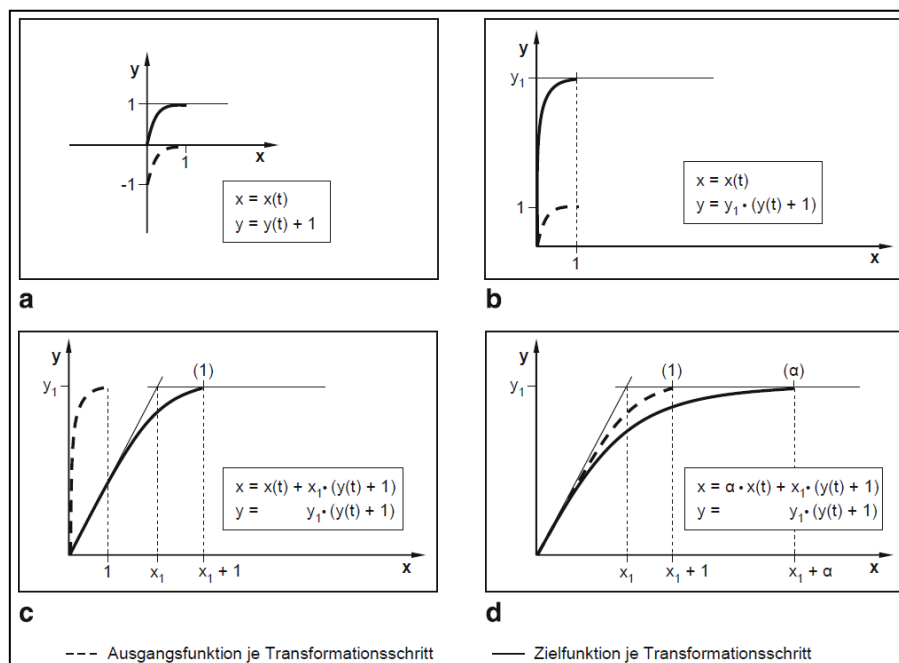 y
1
x
1
-1
x = x(t)
y = y(t) + 1
a
y
y₁
1
x = x(t)
y = y₁·(y(t) + 1)
1
x
b
y
y₁
(1)
x = x(t) + x₁·(y(t) + 1)
y = y₁·(y(t) + 1)
1
x₁
x₁ + 1
x
c
y
y₁
(1)
(α)
x = α·x(t) + x₁·(y(t) + 1)
y = y₁·(y(t) + 1)
x₁
x₁ + 1
x₁ + α
x
d
Ausgangsfunktion je Transformationsschritt
Zielfunktion je Transformationsschritt